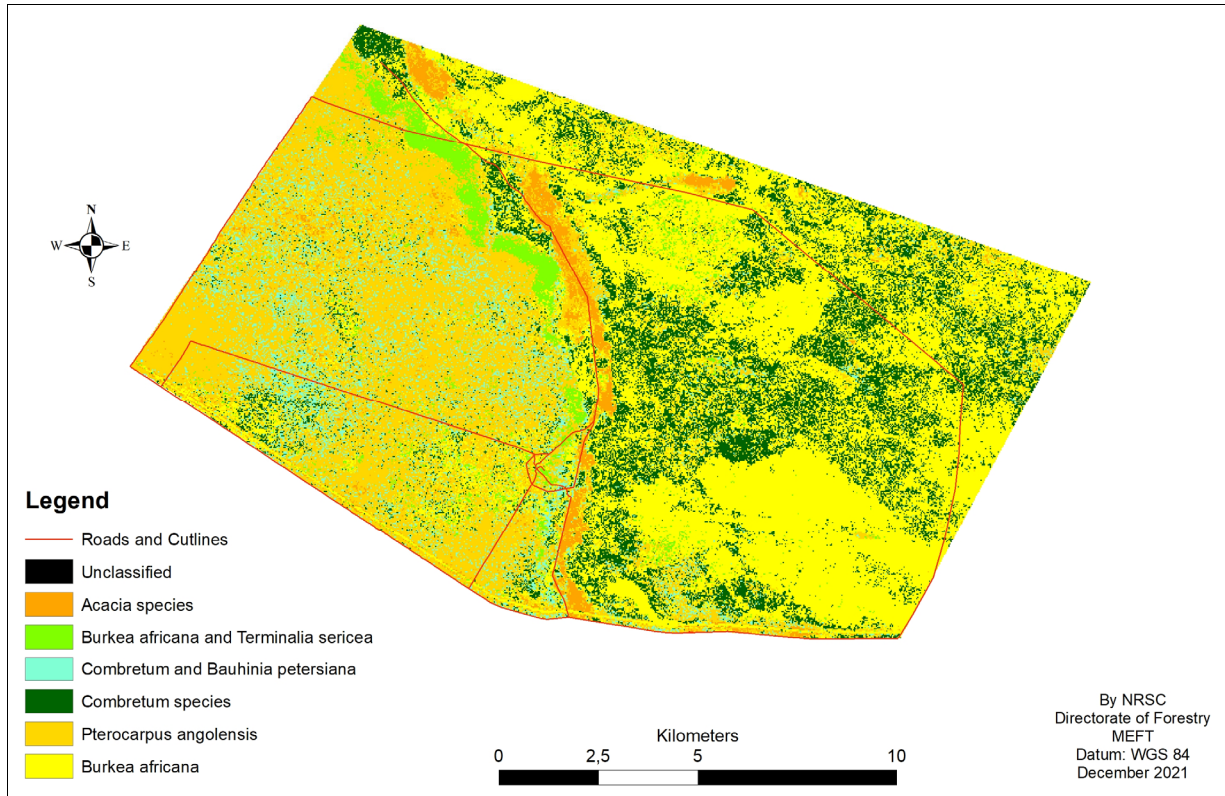 N
W E
S
Legend
Roads and Cutlines
Unclassified
Acacia species
Burkea africana and Terminalia sericea
Combretum and Bauhinia petersiana
Combretum species
Pterocarpus angolensis
Burkea africana
Kilometers
0 2,5 5 10
By NRSC
Directorate of Forestry
MEFT
Datum: WGS 84
December 2021